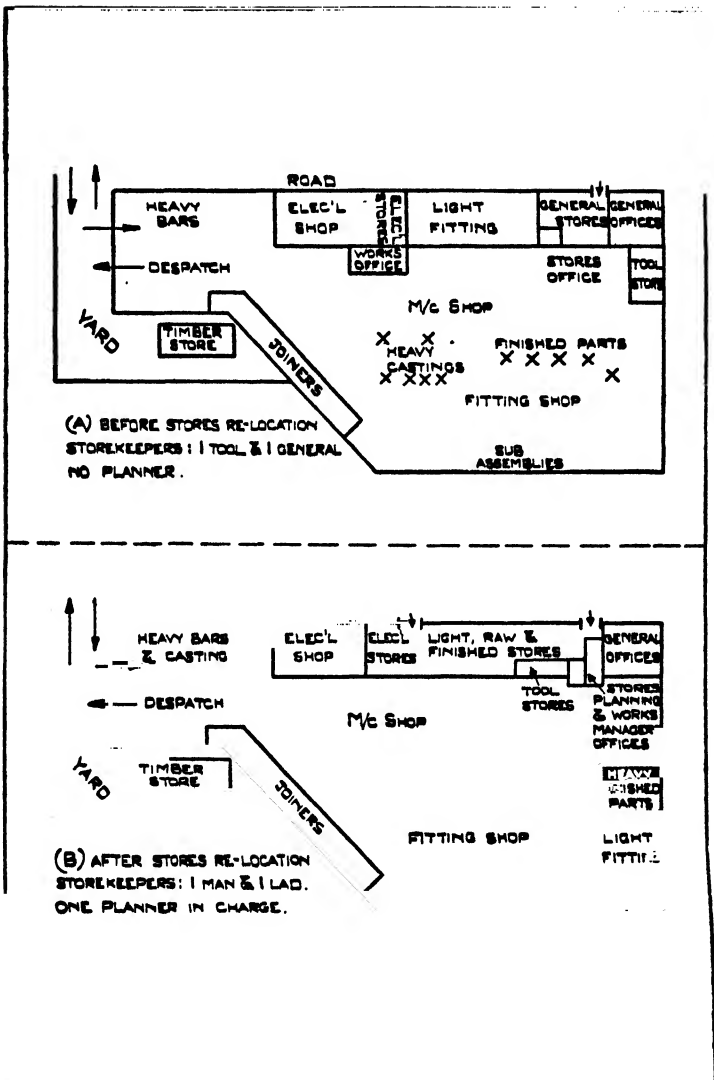 ROAD
HEAVY
BARS
ELEC'L
SHOP
ELEC'L
STORES
LIGHT
FITTING
GENERAL
STORES
GENERAL
OFFICES
WORKS
OFFICE
DESPATCH
STORES
OFFICE
TOOL
STORE
M/C SHOP
YARD
TIMBER
STORE
JOINERS
HEAVY
CASTINGS
FINISHED PARTS
FITTING SHOP
SUB
ASSEMBLIES
(A) BEFORE STORES RE-LOCATION
STOREKEEPERS: 1 TOOL & 1 GENERAL
NO PLANNER.
HEAVY BARS
& CASTING
ELEC'L
SHOP
ELEC'L
STORES
LIGHT, RAW &
FINISHED STORES
GENERAL
OFFICES
DESPATCH
TOOL
STORES
STORES
PLANNING
& WORKS
MANAGER
OFFICES
M/C SHOP
YARD
TIMBER
STORE
JOINERS
HEAVY
PARTS
FITTING SHOP
LIGHT
(B) AFTER STORES RE-LOCATION
STOREKEEPERS: 1 MAN & 1 LAD.
ONE PLANNER IN CHARGE.